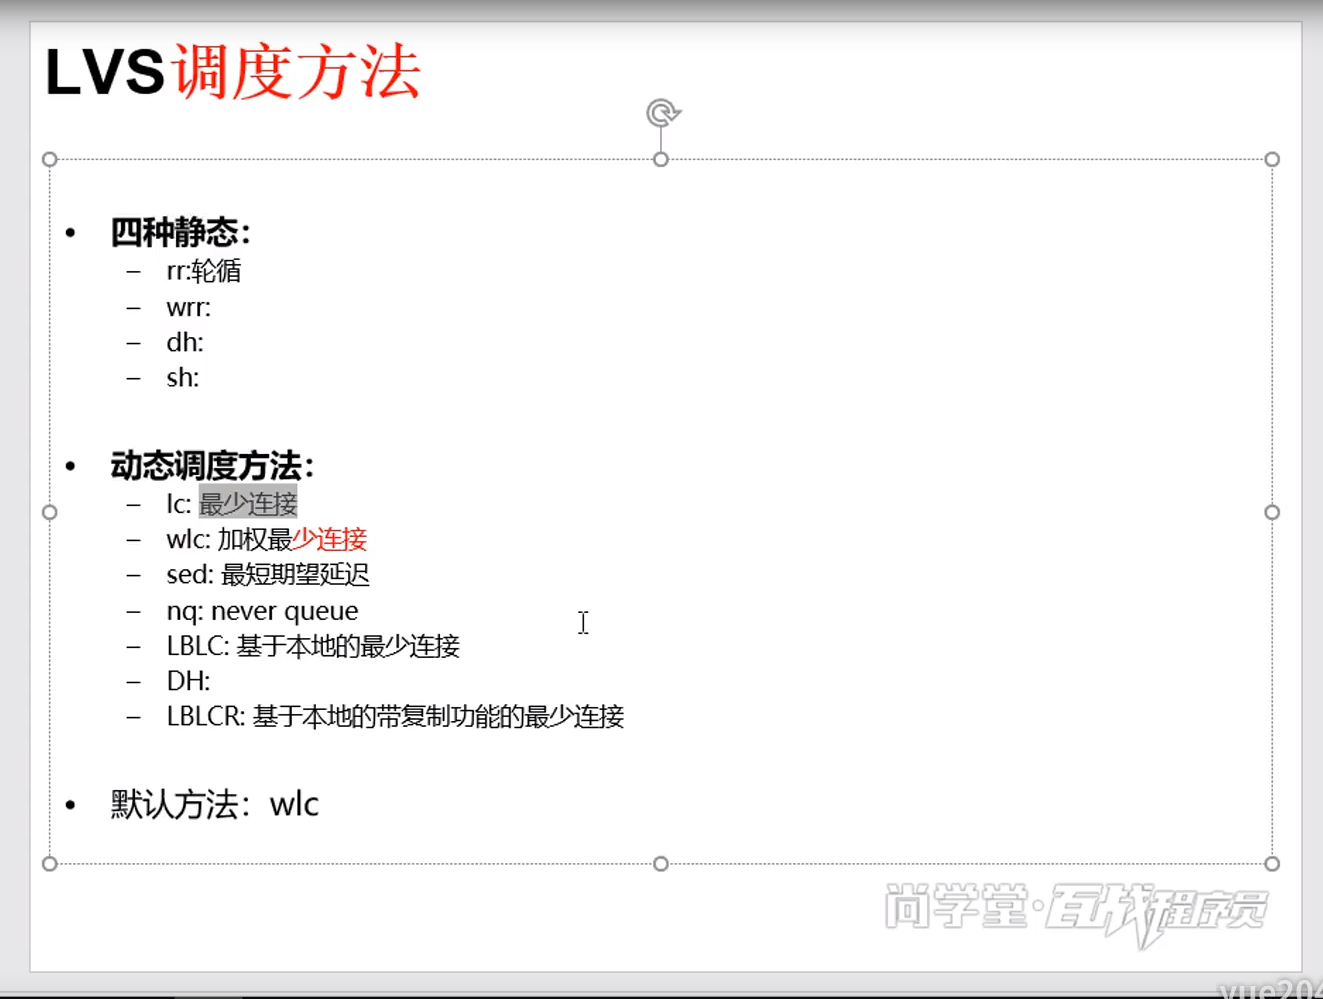 LVS调度方法
• 四种静态：
– rr:轮循
– wrr:
– dh:
– sh:
• 动态调度方法：
– lc: 最少连接
– wlc: 加权最少连接
– sed: 最短期望延迟
– nq: never queue
– LBLC: 基于本地的最少连接
– DH:
– LBLCR: 基于本地的带复制功能的最少连接
• 默认方法：wlc
尚学堂·百战程序员